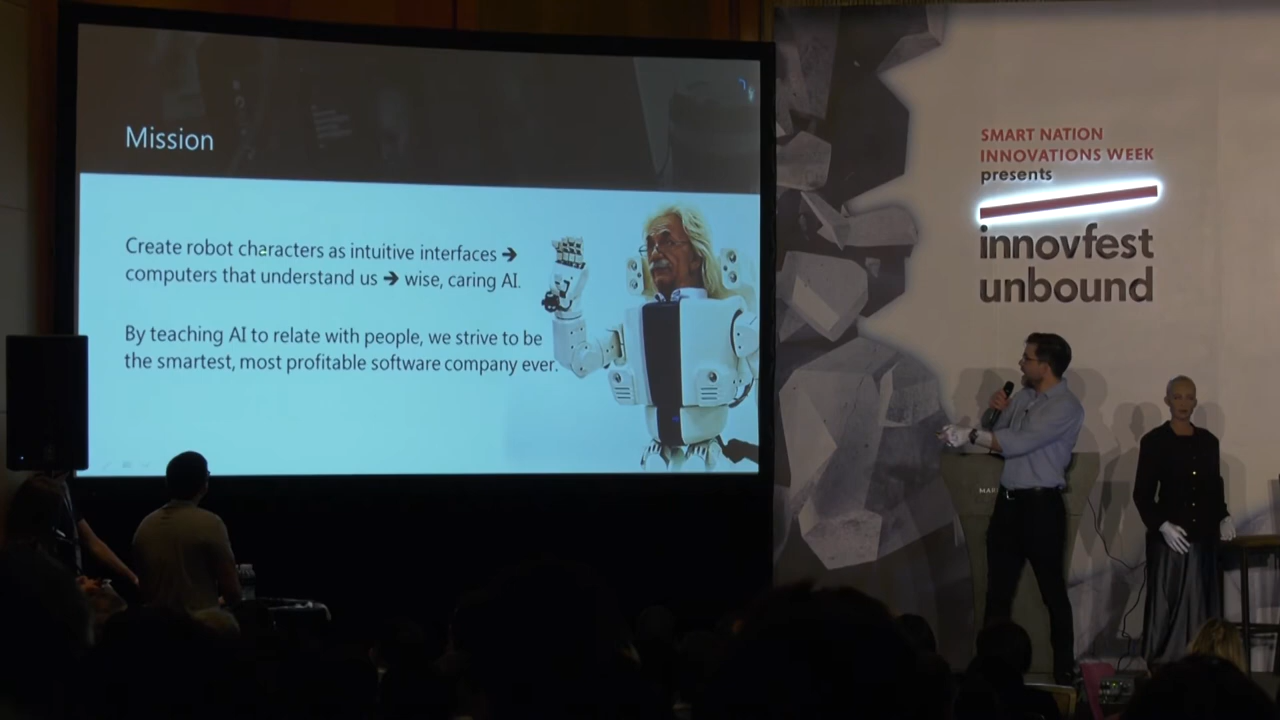 Mission
Create robot characters as intuitive interfaces ➔
computers that understand us ➔ wise, caring AI.
By teaching AI to relate with people, we strive to be
the smartest, most profitable software company ever.
SMART NATION
INNOVATIONS WEEK
presents
innovfest
unbound